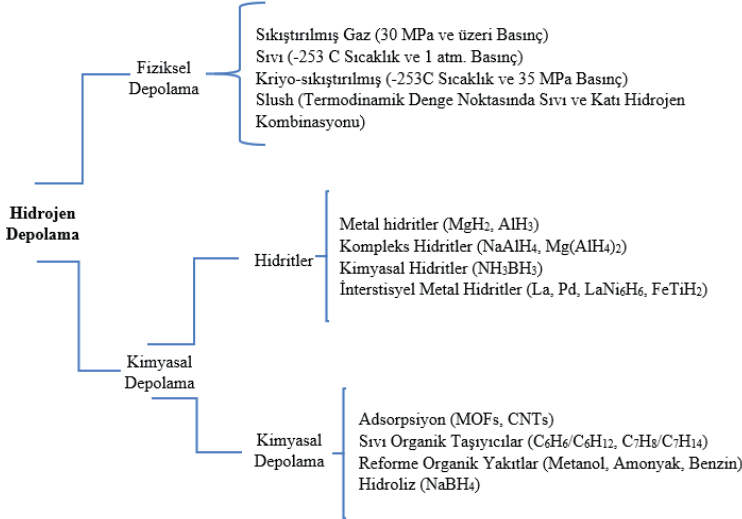 Hidrojen
Depolama
Fiziksel
Depolama
Sıkıştırılmış Gaz (30 MPa ve üzeri Basınç)
Sıvı (-253 C Sıcaklık ve 1 atm. Basınç)
Kriyo-sıkıştırılmış (-253C Sıcaklık ve 35 MPa Basınç)
Slush (Termodinamik Denge Noktasında Sıvı ve Katı Hidrojen
Kombinasyonu)
Kimyasal
Depolama
Hidritler
Metal hidritler (MgH₂, AlH₃)
Kompleks Hidritler (NaAlH₄, Mg(AlH₄)₂)
Kimyasal Hidritler (NH₃BH₃)
İnterstisyel Metal Hidritler (La, Pd, LaNi₆H₆, FeTiH₂)
Kimyasal
Depolama
Adsorpsiyon (MOFs, CNTs)
Sıvı Organik Taşıyıcılar (C₆H₆/C₆H₁₂, C₇H₈/C₇H₁₄)
Reforme Organik Yakıtlar (Metanol, Amonyak, Benzin)
Hidroliz (NaBH₄)